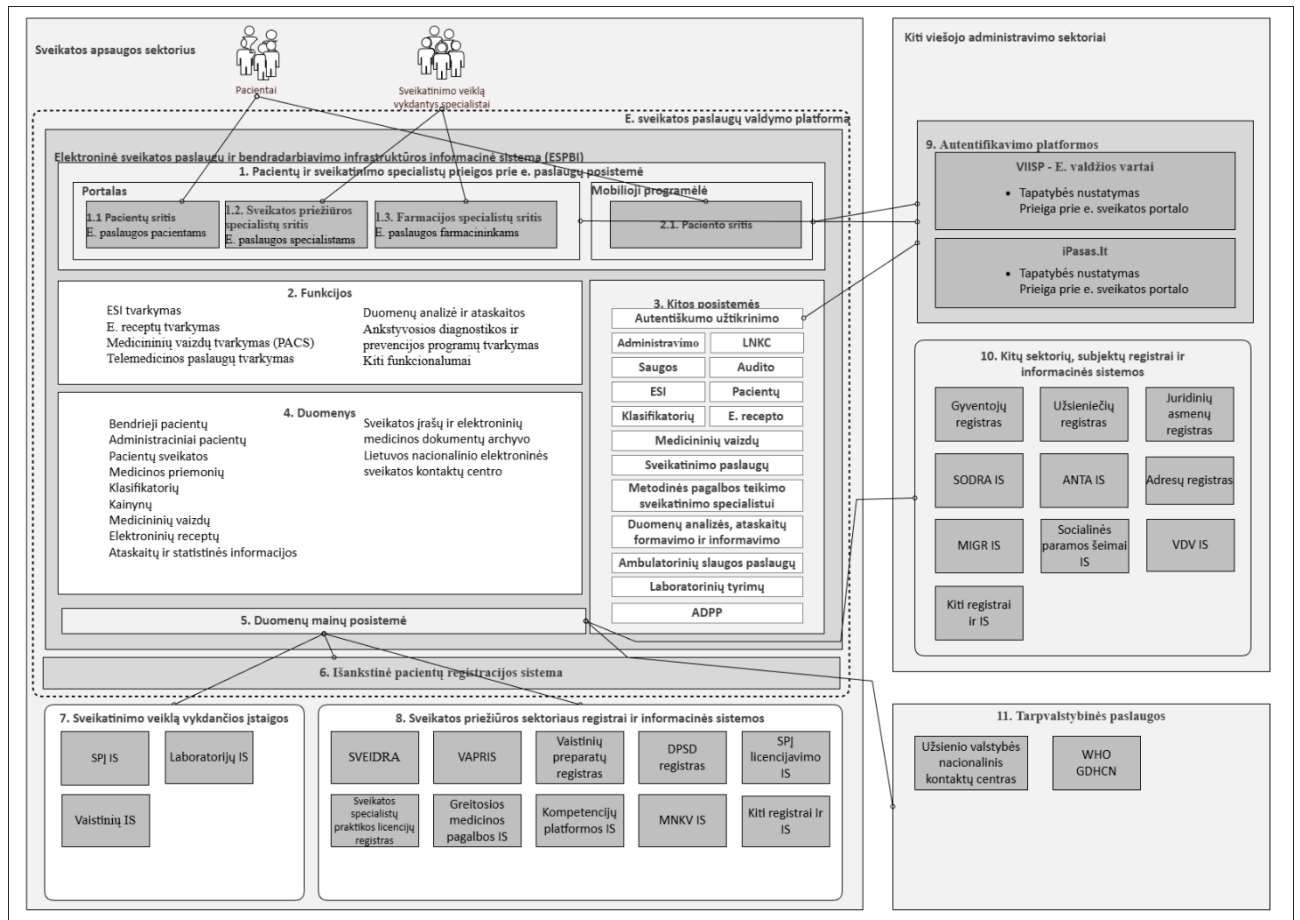 Sveikatos apsaugos sektorius
Pacientai
Sveikatinimo veiklą
vykdantys specialistai
E. sveikatos paslaugų valdymo platforma
Elektroninė sveikatos paslaugų ir bendradarbiavimo infrastruktūros informacinė sistema (ESPBI)
1. Pacientų ir sveikatinimo specialistų prieigos prie e. paslaugų posistemė
Portalas
1.1 Pacientų sritis
E. paslaugos pacientams
1.2. Sveikatos priežiūros
specialistų sritis
E. paslaugos specialistams
1.3. Farmacijos specialistų sritis
E. paslaugos farmacininkams
Mobilioji programėlė
2.1. Paciento sritis
2. Funkcijos
ESI tvarkymas
E. receptų tvarkymas
Medicininių vaizdų tvarkymas (PACS)
Telemedicinos paslaugų tvarkymas
Duomenų analizė ir ataskaitos
Ankstyvosios diagnostikos ir
prevencijos programų tvarkymas
Kiti funkcionalumai
3. Kitos posistemės
Autentiškumo užtikrinimo
Administravimo
LNKC
Saugos
Audito
ESI
Pacientų
Klasifikatorių
E. recepto
Medicininių vaizdų
Sveikatinimo paslaugų
Metodinės pagalbos teikimo
sveikatinimo specialistui
Duomenų analizės, ataskaitų
formavimo ir informavimo
Ambulatorinių slaugos paslaugų
Laboratorinių tyrimų
ADPP
4. Duomenys
Bendrieji pacientų
Administraciniai pacientų
Pacientų sveikatos
Medicinos priemonių
Klasifikatorių
Kainynų
Medicininių vaizdų
Elektroninių receptų
Ataskaitų ir statistinės informacijos
Sveikatos įrašų ir elektroninių
medicinos dokumentų archyvo
Lietuvos nacionalinio elektroninės
sveikatos kontaktų centro
5. Duomenų mainų posistemė
6. Išankstinė pacientų registracijos sistema
7. Sveikatinimo veiklą vykdančios įstaigos
SPĮ IS
Laboratorijų IS
Vaistinių IS
8. Sveikatos priežiūros sektoriaus registrai ir informacinės sistemos
SVEIDRA
VAPRIS
Vaistinių
preparatų
registras
DPSD
registras
SPĮ
licencijavimo
IS
Sveikatos
specialistų
praktikos licencijų
registras
Greitosios
medicinos
pagalbos IS
Kompetencijų
platformos IS
MNKV IS
Kiti registrai ir
IS
Kiti viešojo administravimo sektoriai
9. Autentifikavimo platformos
VIISP - E. valdžios vartai
• Tapatybės nustatymas
Prieiga prie e. sveikatos portalo
iPasas.lt
• Tapatybės nustatymas
Prieiga prie e. sveikatos portalo
10. Kitų sektorių, subjektų registrai ir
informacinės sistemos
Gyventojų
registras
Užsieniečių
registras
Juridinių
asmenų
registras
SODRA IS
ANTA IS
Adresų registras
MIGR IS
Socialinės
paramos šeimai
IS
VDV IS
Kiti registrai
ir IS
11. Tarpvalstybinės paslaugos
Užsienio valstybės
nacionalinis
kontaktų centras
WHO
GDHCN